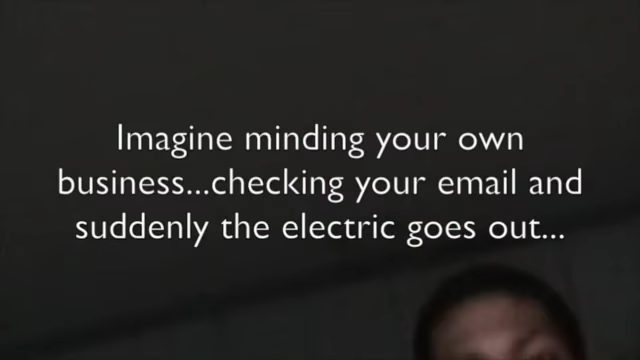 Imagine minding your own
business...checking your email and
suddenly the electric goes out...